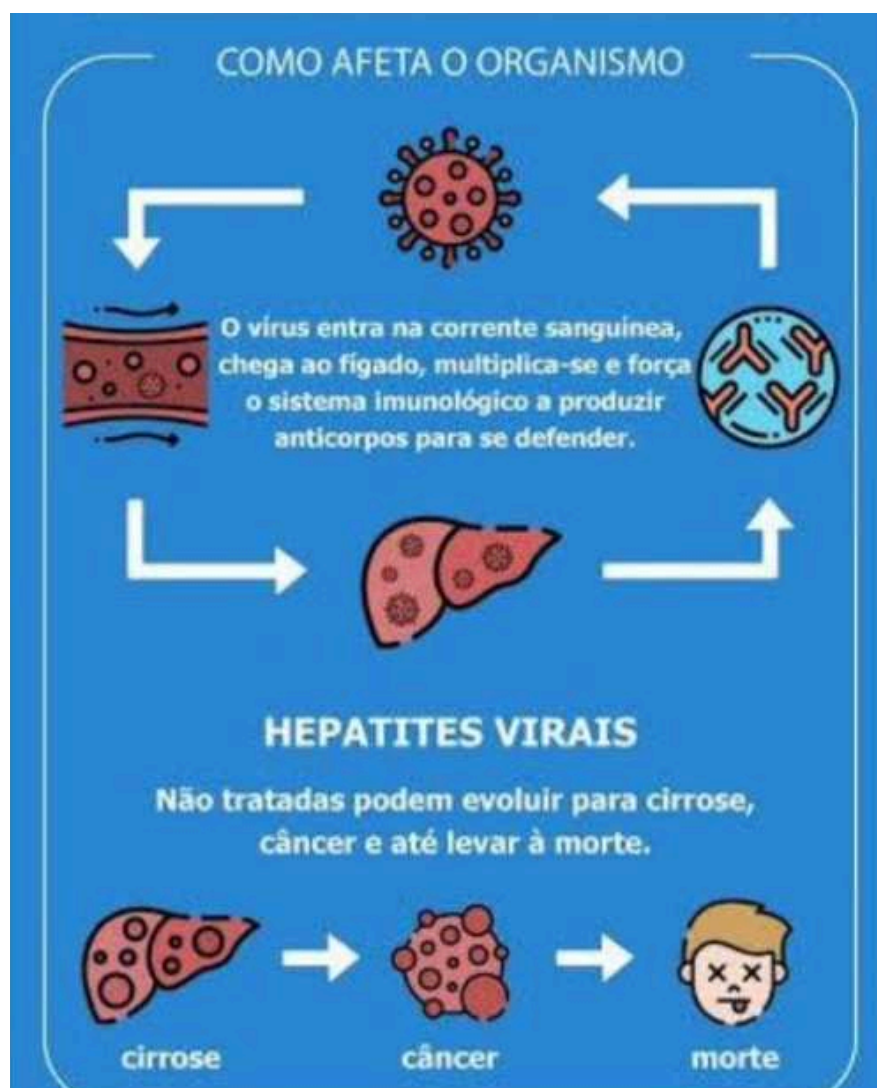 COMO AFETA O ORGANISMO
O vírus entra na corrente sanguínea,
chega ao fígado, multiplica-se e força
o sistema imunológico a produzir
anticorpos para se defender.
HEPATITES VIRAIS
Não tratadas podem evoluir para cirrose,
câncer e até levar à morte.
cirrose
câncer
morte